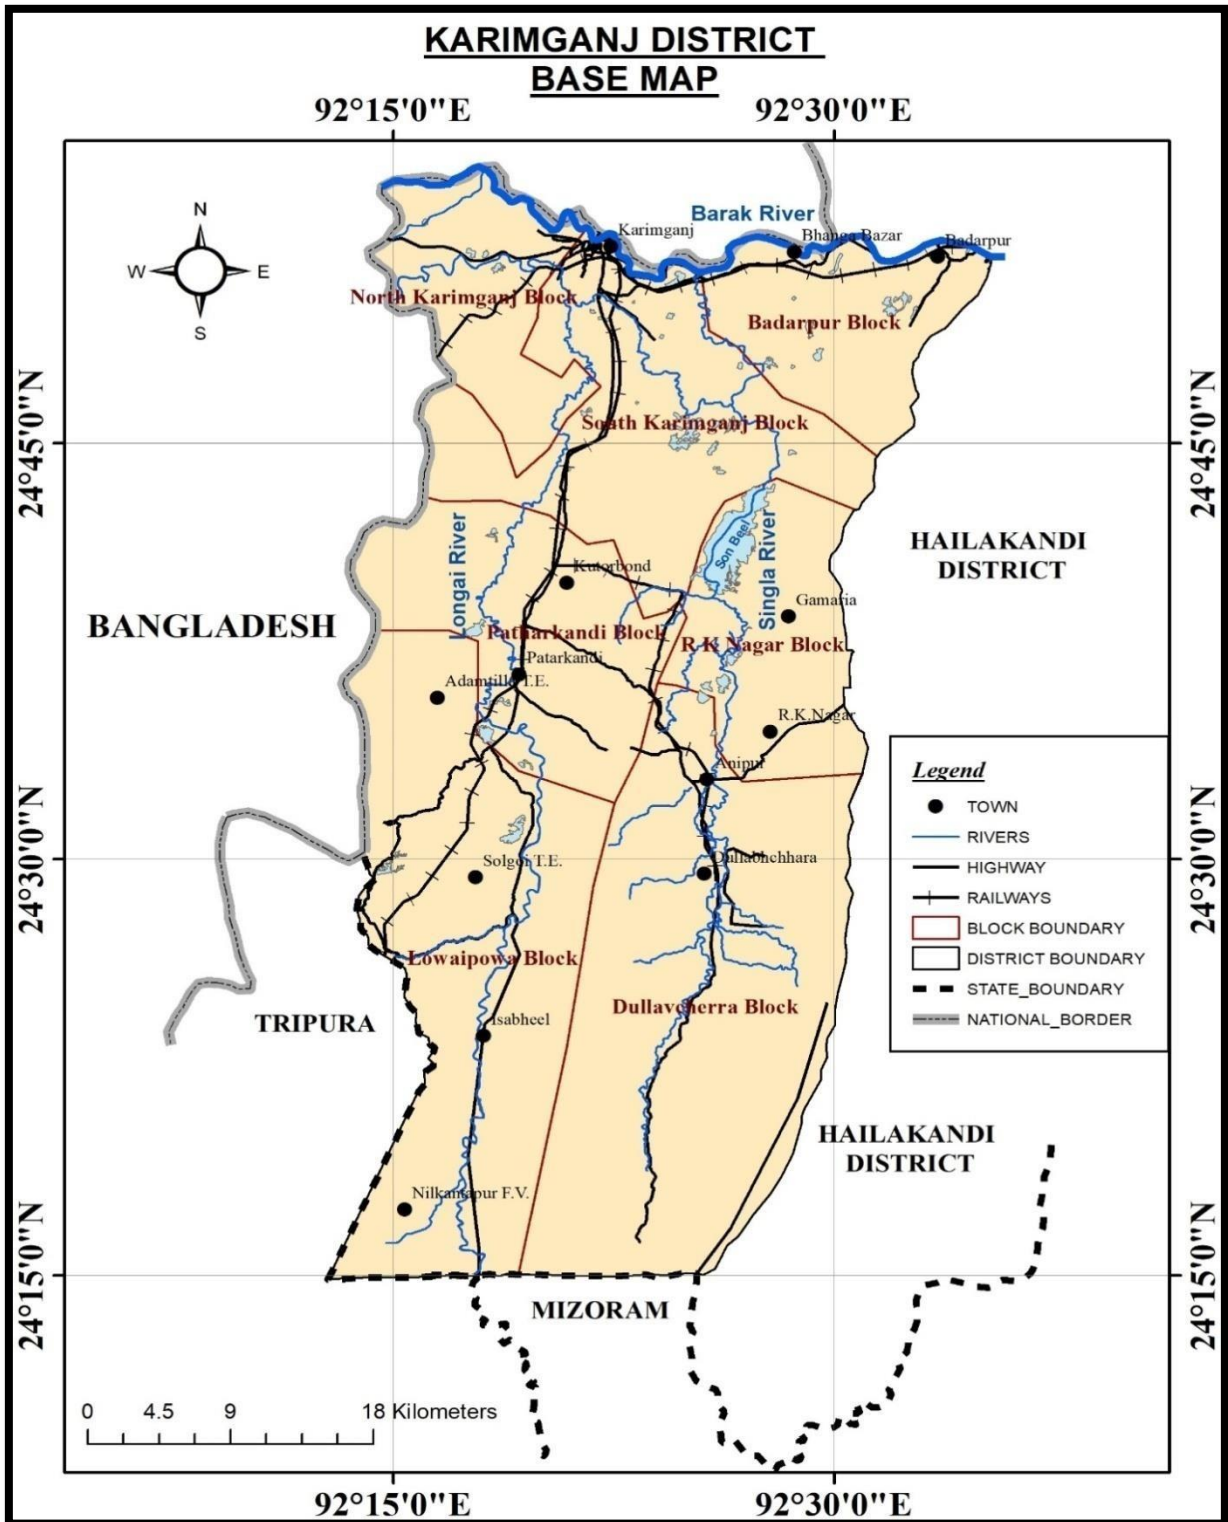 KARIMGANJ DISTRICT
BASE MAP
92°15'0"E
92°30'0"E
N
W
E
S
Barak River
Karimganj
Bhanga Bazar
Badarpur
North Karimganj Block
Badarpur Block
24°45'0"N
South Karimganj Block
24°45'0"N
Son Beel
Singla River
Longai River
HAILAKANDI
DISTRICT
Kutorbond
Gamaria
BANGLADESH
Patharkandi Block
R K Nagar Block
Patarkandi
Adamtilla T.E.
R.K.Nagar
Anipur
Legend
TOWN
RIVERS
HIGHWAY
RAILWAYS
BLOCK BOUNDARY
DISTRICT BOUNDARY
STATE_BOUNDARY
NATIONAL_BORDER
24°30'0"N
Solgoi T.E.
Dullabhchhara
24°30'0"N
Lowaipowa Block
Dullavcherra Block
TRIPURA
Isabheel
HAILAKANDI
DISTRICT
Nilkantapur F.V.
24°15'0"N
24°15'0"N
MIZORAM
0 4.5 9 18 Kilometers
92°15'0"E
92°30'0"E